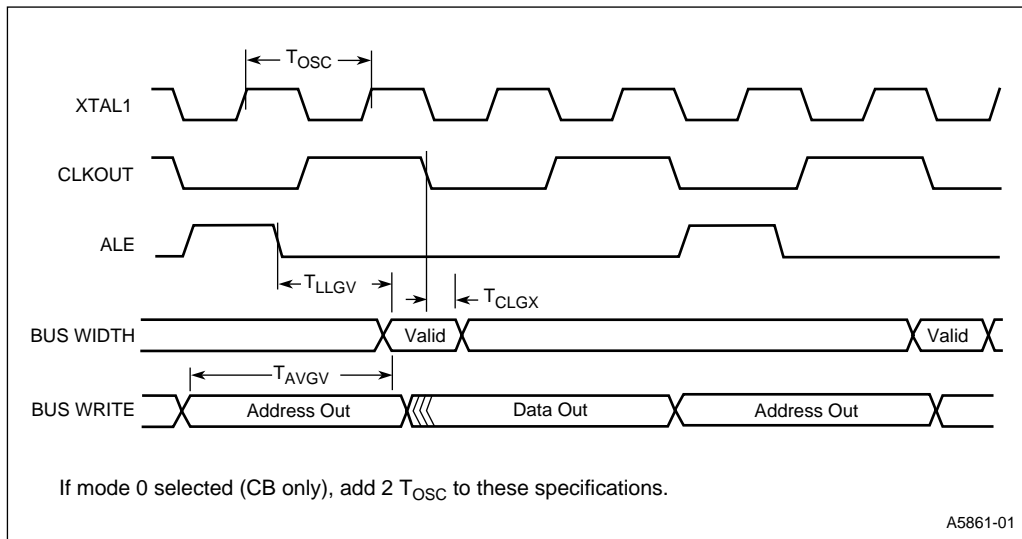 TOSC
XTAL1
CLKOUT
ALE
TLLGV
TCLGX
BUS WIDTH
Valid
Valid
TAVGV
BUS WRITE
Address Out
Data Out
Address Out
If mode 0 selected (CB only), add 2 TOSC to these specifications.
A5861-01